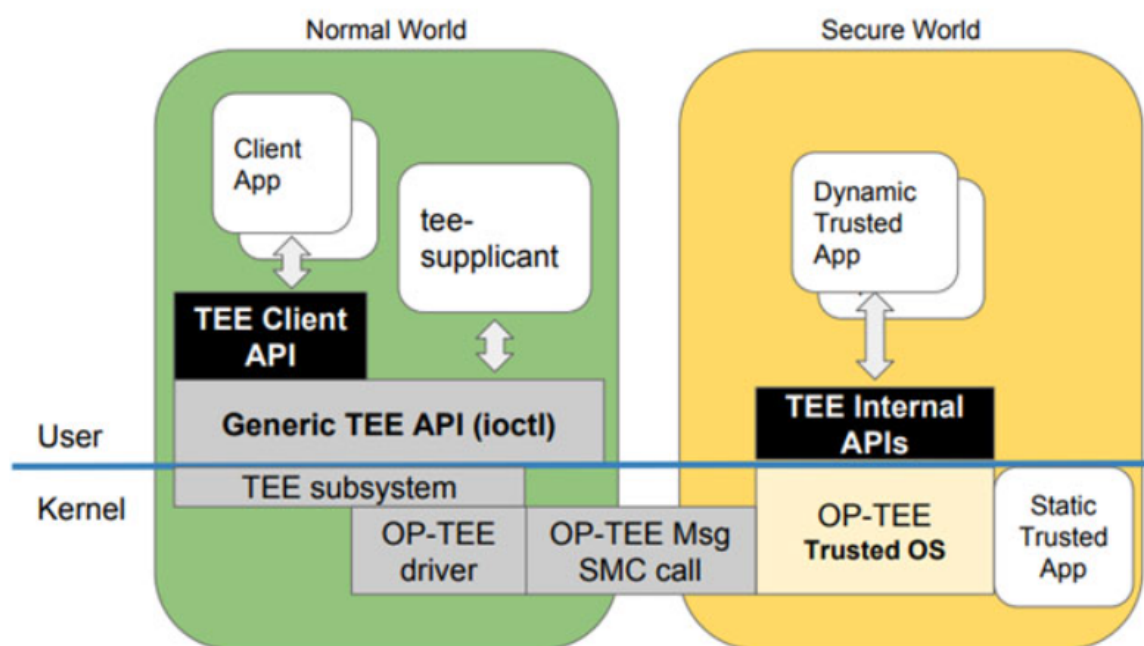 Normal World
Secure World
Client
App
tee-
supplicant
Dynamic
Trusted
App
TEE Client
API
Generic TEE API (ioctl)
TEE Internal
APIs
User
Kernel
TEE subsystem
OP-TEE
driver
OP-TEE Msg
SMC call
OP-TEE
Trusted OS
Static
Trusted
App